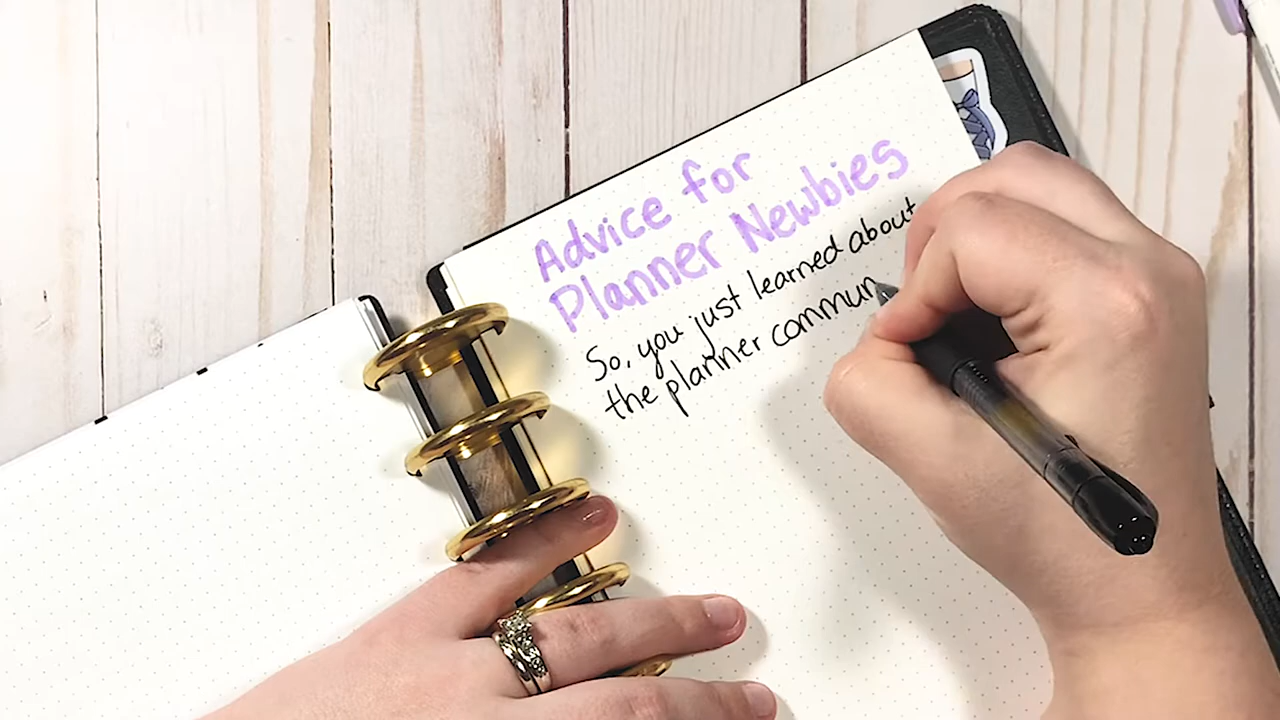 Advice for
Planner Newbies
So, you just learned about
the planner commun